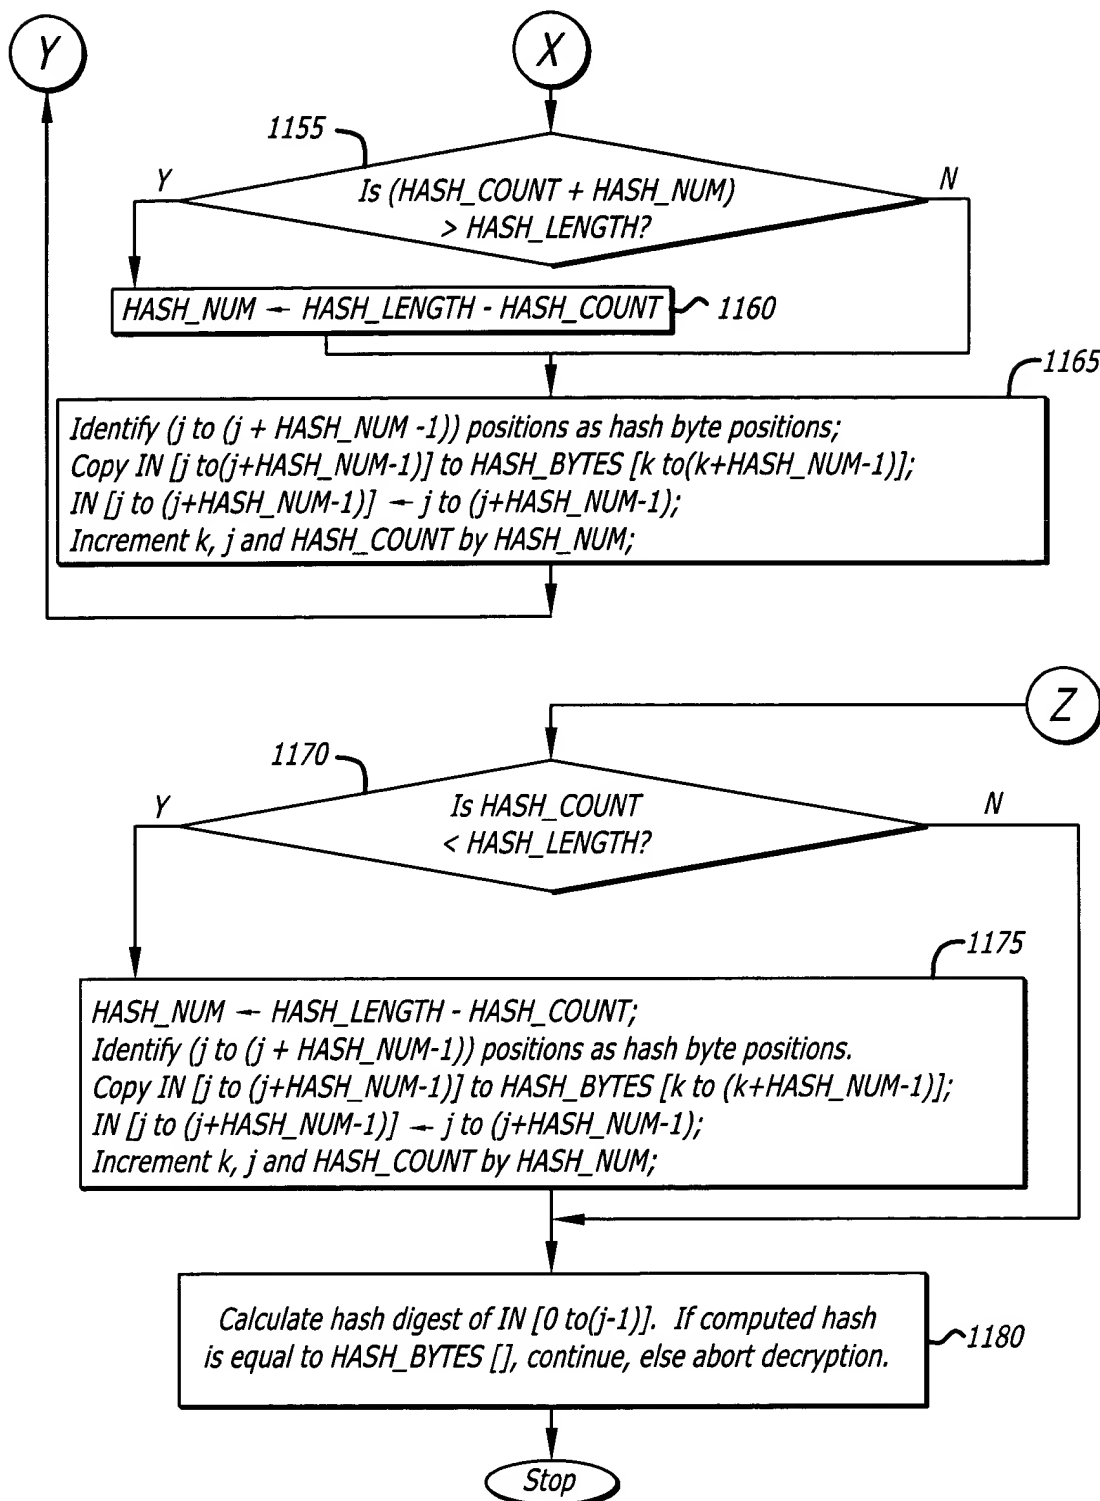 Y
X
1155
Y
N
Is (HASH_COUNT + HASH_NUM)
> HASH_LENGTH?
HASH_NUM ← HASH_LENGTH - HASH_COUNT
1160
1165
Identify (j to (j + HASH_NUM -1)) positions as hash byte positions;
Copy IN [j to(j+HASH_NUM-1)] to HASH_BYTES [k to(k+HASH_NUM-1)];
IN [j to (j+HASH_NUM-1)] ← j to (j+HASH_NUM-1);
Increment k, j and HASH_COUNT by HASH_NUM;
Z
1170
Y
N
Is HASH_COUNT
< HASH_LENGTH?
1175
HASH_NUM ← HASH_LENGTH - HASH_COUNT;
Identify (j to (j + HASH_NUM-1)) positions as hash byte positions.
Copy IN [j to (j+HASH_NUM-1)] to HASH_BYTES [k to (k+HASH_NUM-1)];
IN [j to (j+HASH_NUM-1)] ← j to (j+HASH_NUM-1);
Increment k, j and HASH_COUNT by HASH_NUM;
Calculate hash digest of IN [0 to(j-1)]. If computed hash
is equal to HASH_BYTES [], continue, else abort decryption.
1180
Stop